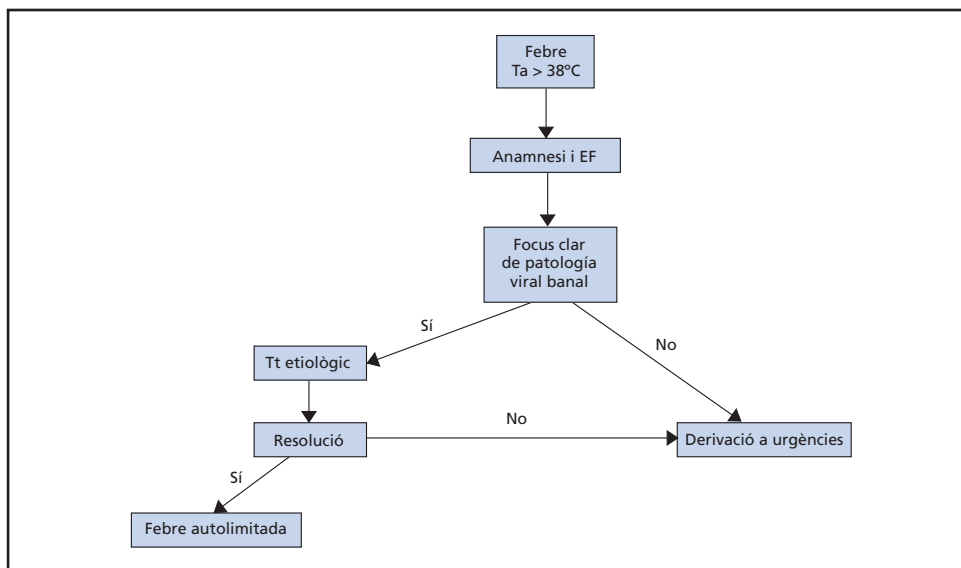 Febre
Ta > 38ºC
Anamnesi i EF
Focus clar
de patología
viral banal
Sí
No
Tt etiològic
Resolució
No
Derivació a urgències
Sí
Febre autolimitada